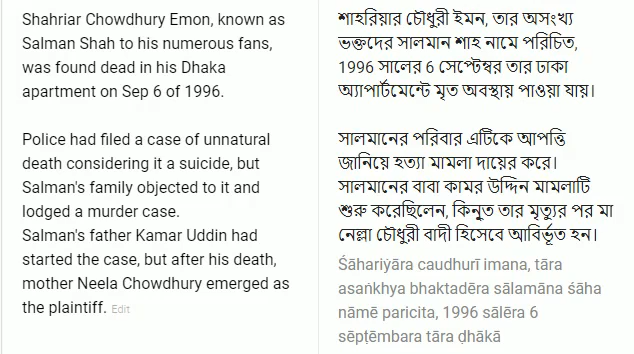 Shahriar Chowdhury Emon, known as
Salman Shah to his numerous fans,
was found dead in his Dhaka
apartment on Sep 6 of 1996.
Police had filed a case of unnatural
death considering it a suicide, but
Salman's family objected to it and
lodged a murder case.
Salman's father Kamar Uddin had
started the case, but after his death,
mother Neela Chowdhury emerged as
the plaintiff. Edit
শাহরিয়ার চৌধুরী ইমন, তার অসংখ্য
ভক্তদের সালমান শাহ নামে পরিচিত,
1996 সালের 6 সেপ্টেম্বর তার ঢাকা
অ্যাপার্টমেন্টে মৃত অবস্থায় পাওয়া যায়।
সালমানের পরিবার এটিকে আপত্তি
জানিয়ে হত্যা মামলা দায়ের করে।
সালমানের বাবা কামর উদ্দিন মামলাটি
শুরু করেছিলেন, কিন্তু তার মৃত্যুর পর মা
নেল্লা চৌধুরী বাদী হিসেবে আবির্ভূত হন।
Śāhariẏāra caudhurī imana, tāra
asaṅkhya bhaktadēra sālamāna śāha
nāmē paricita, 1996 sālēra 6
sēpṭēmbara tāra ḍhākā